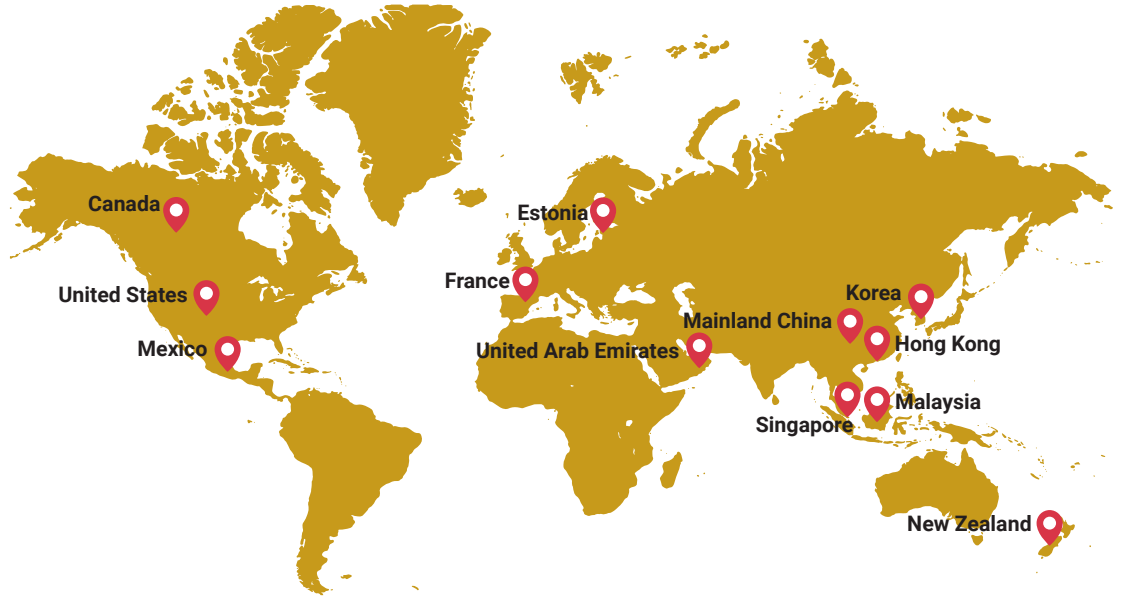 Canada
Estonia
France
United States
Korea
Mainland China
Hong Kong
Mexico
United Arab Emirates
Malaysia
Singapore
New Zealand